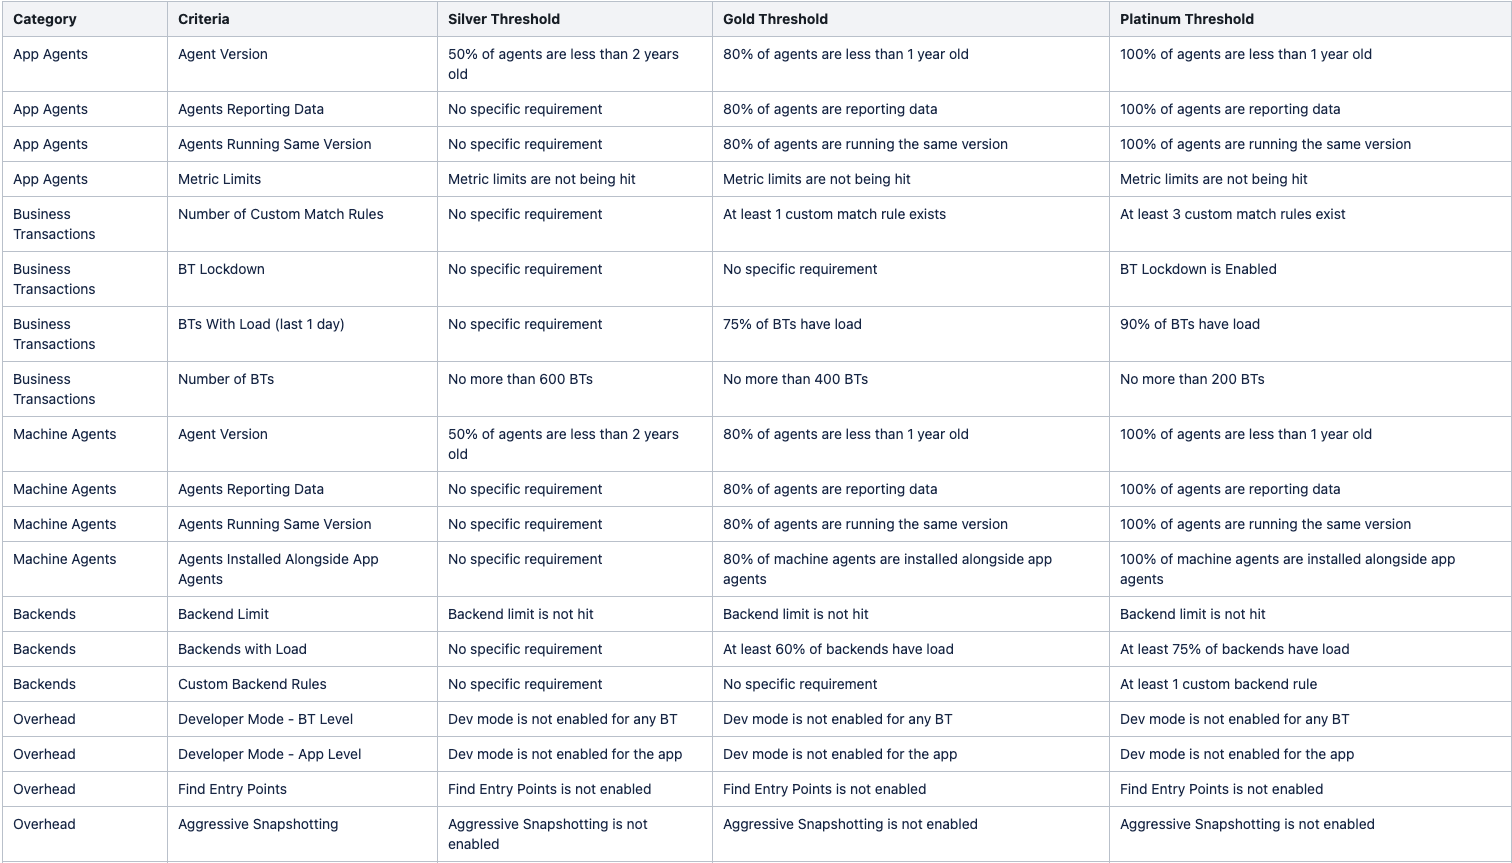 Category Criteria Silver Threshold Gold Threshold Platinum Threshold
App Agents Agent Version 50% of agents are less than 2 years old 80% of agents are less than 1 year old 100% of agents are less than 1 year old
App Agents Agents Reporting Data No specific requirement 80% of agents are reporting data 100% of agents are reporting data
App Agents Agents Running Same Version No specific requirement 80% of agents are running the same version 100% of agents are running the same version
App Agents Metric Limits Metric limits are not being hit Metric limits are not being hit Metric limits are not being hit
Business Transactions Number of Custom Match Rules No specific requirement At least 1 custom match rule exists At least 3 custom match rules exist
Business Transactions BT Lockdown No specific requirement No specific requirement BT Lockdown is Enabled
Business Transactions BTs With Load (last 1 day) No specific requirement 75% of BTs have load 90% of BTs have load
Business Transactions Number of BTs No more than 600 BTs No more than 400 BTs No more than 200 BTs
Machine Agents Agent Version 50% of agents are less than 2 years old 80% of agents are less than 1 year old 100% of agents are less than 1 year old
Machine Agents Agents Reporting Data No specific requirement 80% of agents are reporting data 100% of agents are reporting data
Machine Agents Agents Running Same Version No specific requirement 80% of agents are running the same version 100% of agents are running the same version
Machine Agents Agents Installed Alongside App Agents No specific requirement 80% of machine agents are installed alongside app agents 100% of machine agents are installed alongside app agents
Backends Backend Limit Backend limit is not hit Backend limit is not hit Backend limit is not hit
Backends Backends with Load No specific requirement At least 60% of backends have load At least 75% of backends have load
Backends Custom Backend Rules No specific requirement No specific requirement At least 1 custom backend rule
Overhead Developer Mode - BT Level Dev mode is not enabled for any BT Dev mode is not enabled for any BT Dev mode is not enabled for any BT
Overhead Developer Mode - App Level Dev mode is not enabled for the app Dev mode is not enabled for the app Dev mode is not enabled for the app
Overhead Find Entry Points Find Entry Points is not enabled Find Entry Points is not enabled Find Entry Points is not enabled
Overhead Aggressive Snapshotting Aggressive Snapshotting is not enabled Aggressive Snapshotting is not enabled Aggressive Snapshotting is not enabled